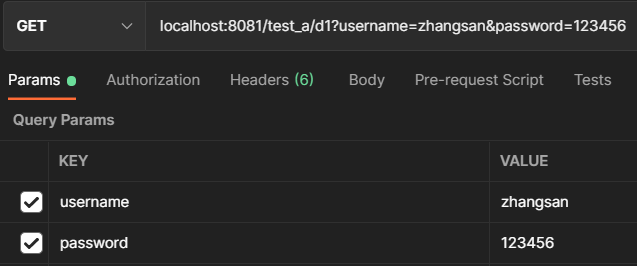 GET localhost:8081/test_a/d1?username=zhangsan&password=123456
Params Authorization Headers (6) Body Pre-request Script Tests
Query Params
KEY VALUE
username zhangsan
password 123456